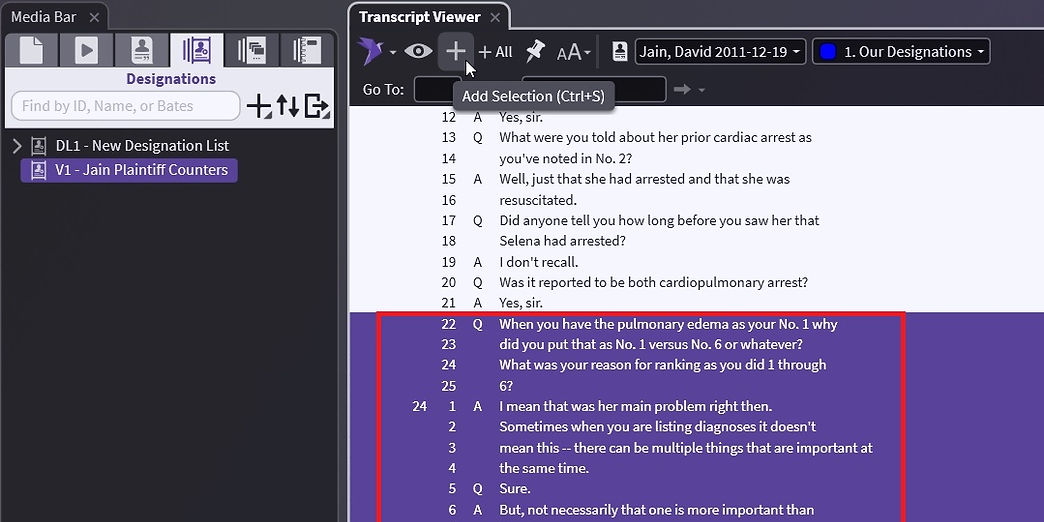 Media Bar
Transcript Viewer
+ All
AA
Jain, David 2011-12-19
1. Our Designations
Designations
Go To:
Find by ID, Name, or Bates
Add Selection (Ctrl+S)
DL1 - New Designation List
V1 - Jain Plaintiff Counters
12 A Yes, sir.
13 Q What were you told about her prior cardiac arrest as
14 you've noted in No. 2?
15 A Well, just that she had arrested and that she was
16 resuscitated.
17 Q Did anyone tell you how long before you saw her that
18 Selena had arrested?
19 A I don't recall.
20 Q Was it reported to be both cardiopulmonary arrest?
21 A Yes, sir.
22 Q When you have the pulmonary edema as your No. 1 why
23 did you put that as No. 1 versus No. 6 or whatever?
24 What was your reason for ranking as you did 1 through
25 6?
24 1 A I mean that was her main problem right then.
2 Sometimes when you are listing diagnoses it doesn't
3 mean this -- there can be multiple things that are important at
4 the same time.
5 Q Sure.
6 A But, not necessarily that one is more important than